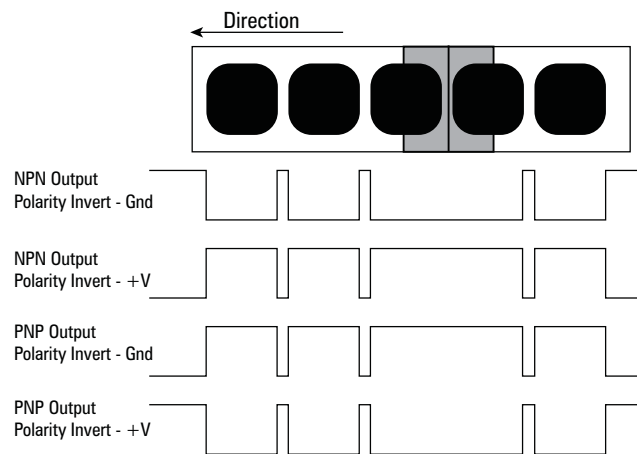 Direction
NPN Output
Polarity Invert - Gnd
NPN Output
Polarity Invert - +V
PNP Output
Polarity Invert - Gnd
PNP Output
Polarity Invert - +V